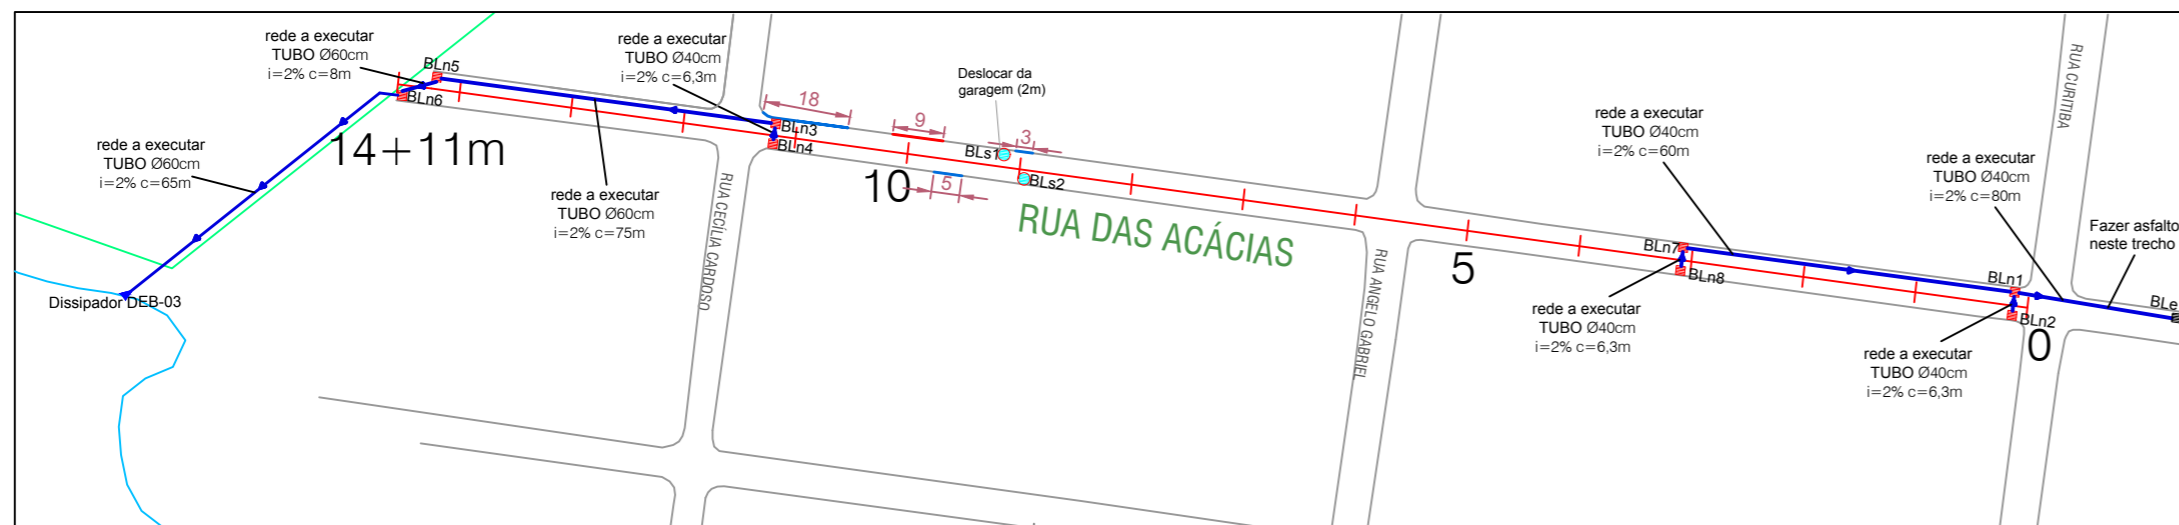 rede a executar
TUBO Ø60cm
i=2% c=8m
BLn5
BLn6
rede a executar
TUBO Ø40cm
i=2% c=6,3m
18
BLn3
BLn4
9
Deslocar da
garagem (2m)
3
BLs1
BLs2
5
10
14+11m
rede a executar
TUBO Ø60cm
i=2% c=65m
Dissipador DEB-03
rede a executar
TUBO Ø60cm
i=2% c=75m
RUA CECÍLIA CARDOSO
RUA DAS ACÁCIAS
RUA ANGELO GABRIEL
5
rede a executar
TUBO Ø40cm
i=2% c=60m
BLn7
BLn8
rede a executar
TUBO Ø40cm
i=2% c=6,3m
RUA CURITIBA
rede a executar
TUBO Ø40cm
i=2% c=80m
Fazer asfalto
neste trecho
BLn1
BLn2
BLe
0
rede a executar
TUBO Ø40cm
i=2% c=6,3m